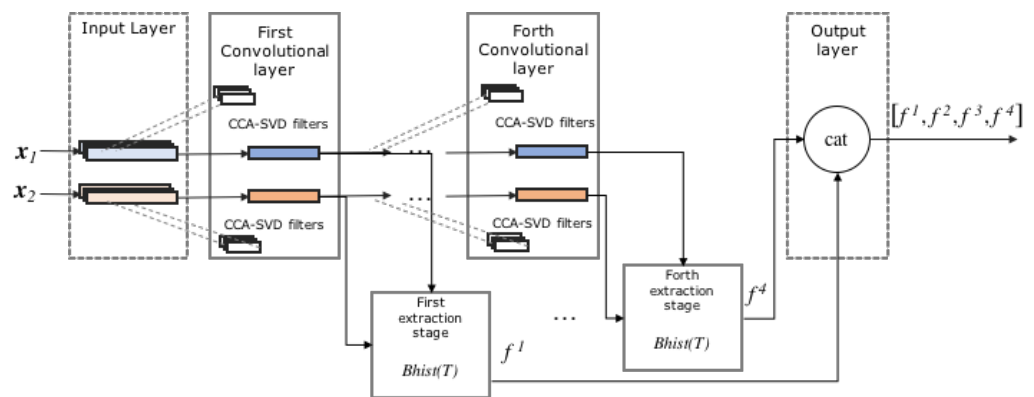 Input Layer
First
Convolutional
layer
Forth
Convolutional
layer
Output
layer
CCA-SVD filters
CCA-SVD filters
[f¹, f², f³, f⁴]
x₁
...
cat
x₂
...
CCA-SVD filters
CCA-SVD filters
First
extraction
stage
Bhist(T)
f¹
...
Forth
extraction
stage
Bhist(T)
f⁴